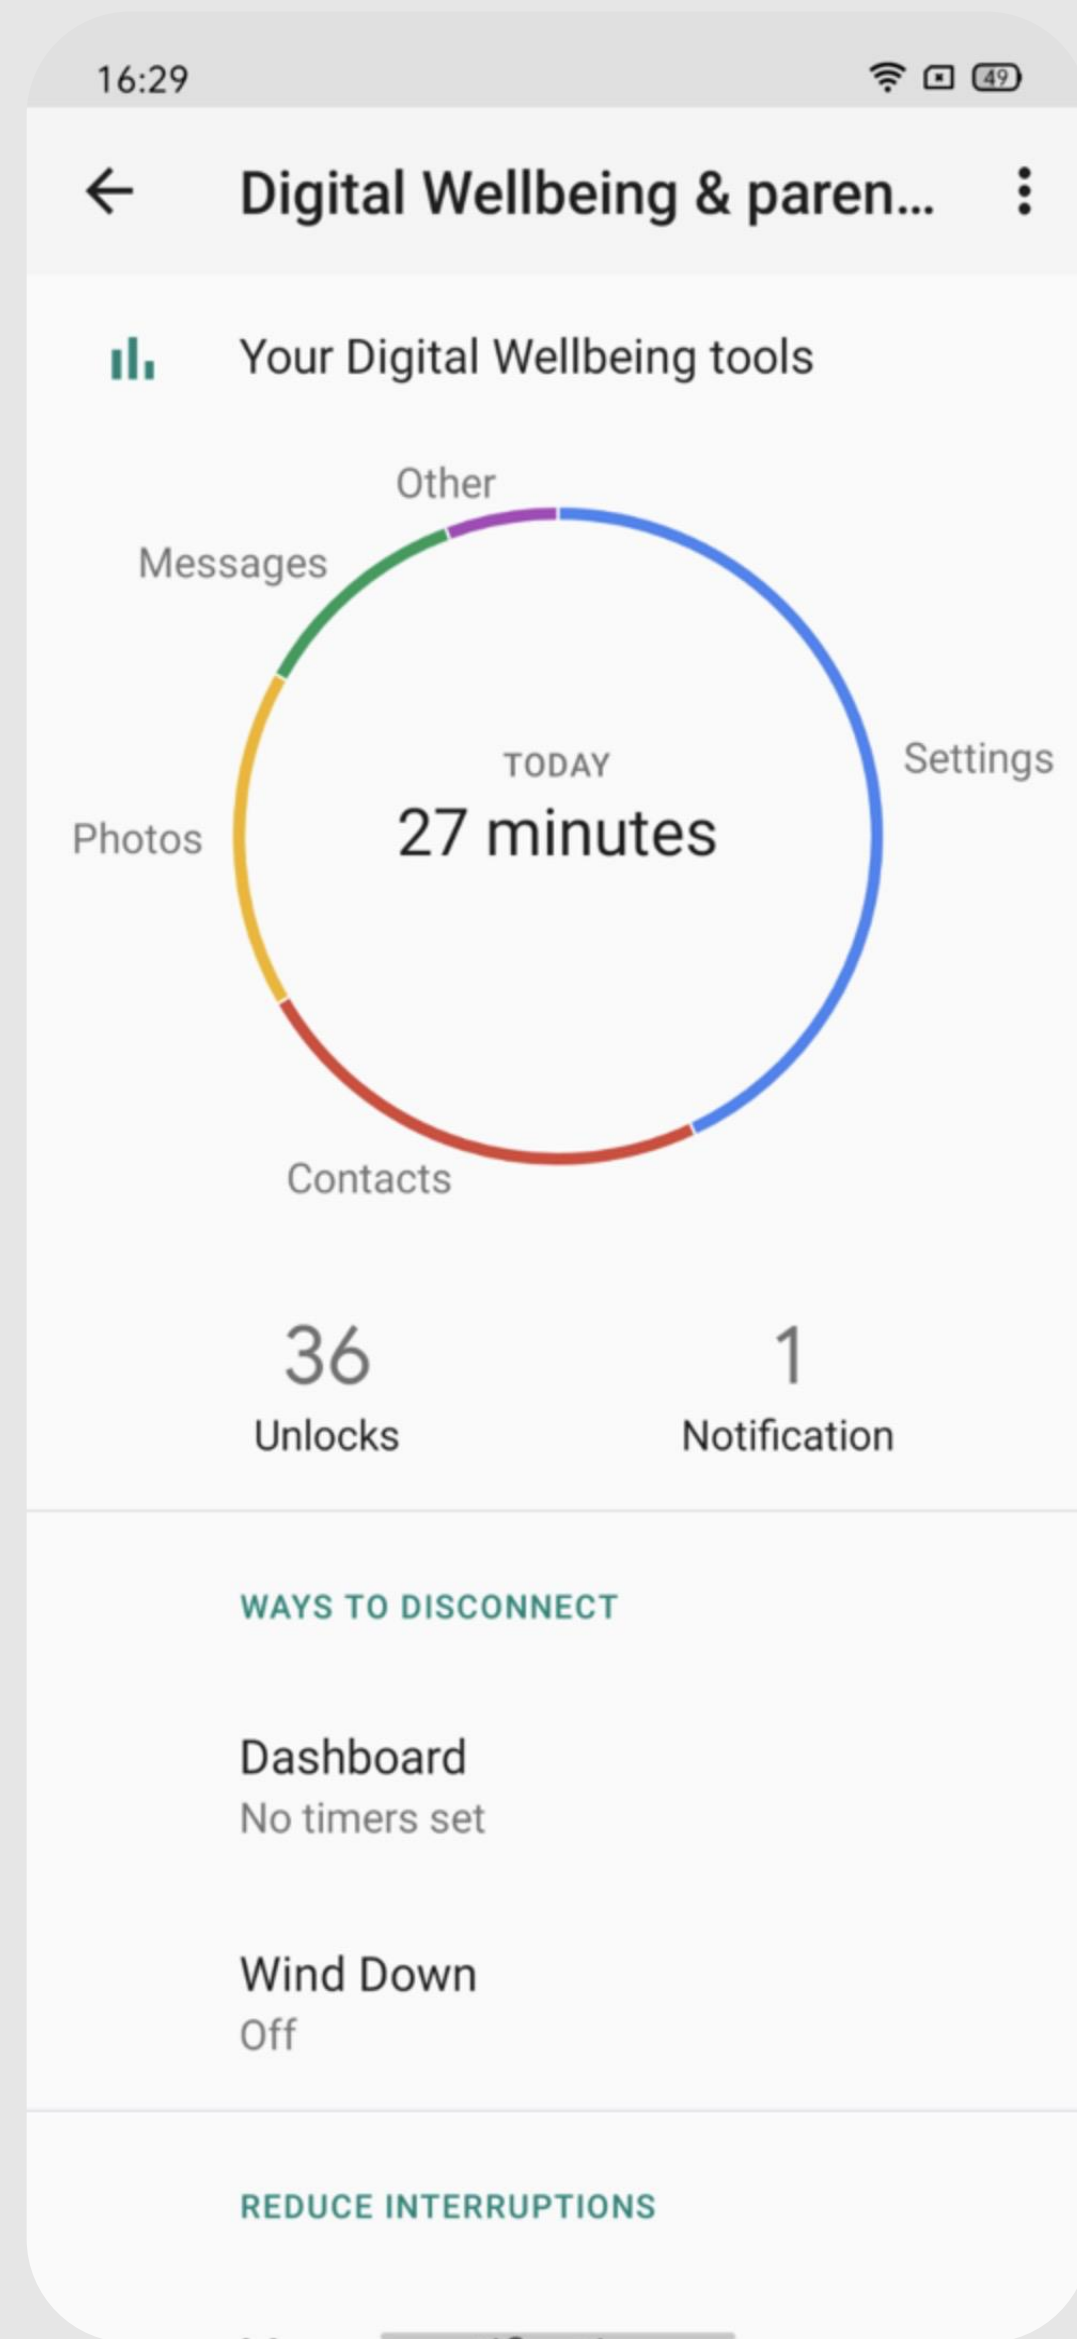 16:29
49
Digital Wellbeing & paren...
Your Digital Wellbeing tools
Other
Messages
Settings
Photos
TODAY
27 minutes
Contacts
36
1
Unlocks
Notification
WAYS TO DISCONNECT
Dashboard
No timers set
Wind Down
Off
REDUCE INTERRUPTIONS